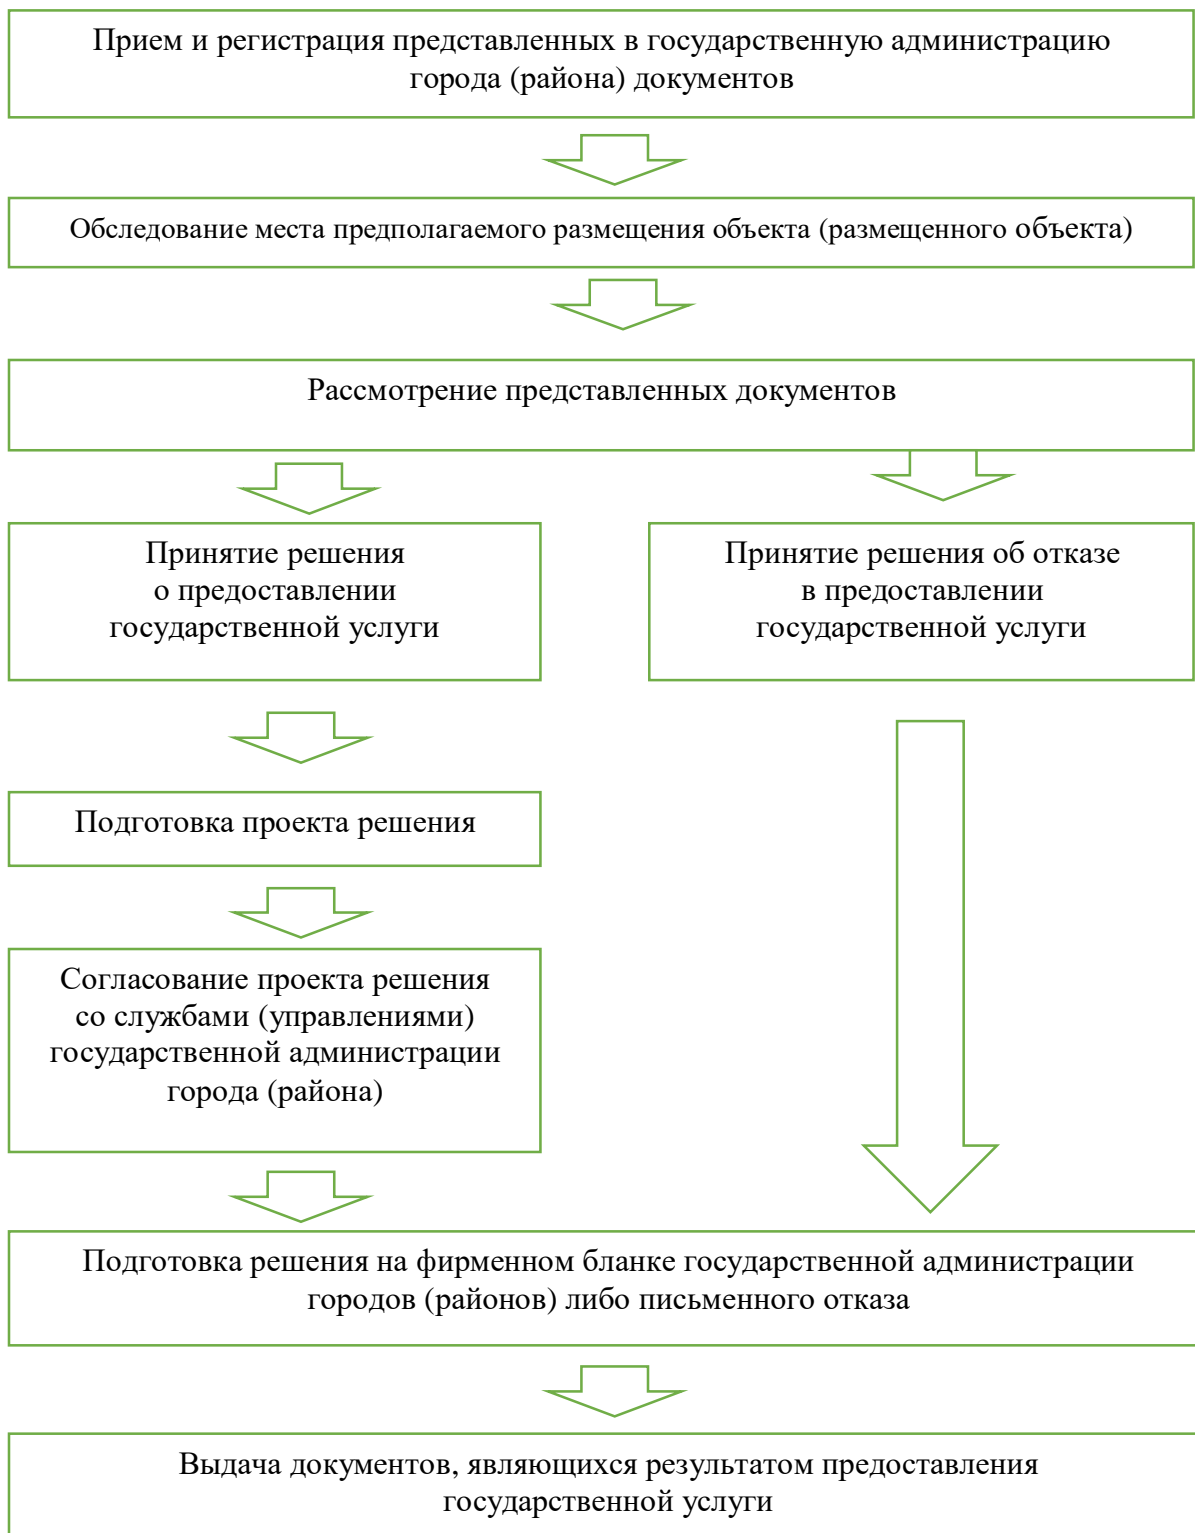 Прием и регистрация представленных в государственную администрацию
города (района) документов
Обследование места предполагаемого размещения объекта (размещенного объекта)
Рассмотрение представленных документов
Принятие решения
о предоставлении
государственной услуги
Принятие решения об отказе
в предоставлении
государственной услуги
Подготовка проекта решения
Согласование проекта решения
со службами (управлениями)
государственной администрации
города (района)
Подготовка решения на фирменном бланке государственной администрации
городов (районов) либо письменного отказа
Выдача документов, являющихся результатом предоставления
государственной услуги